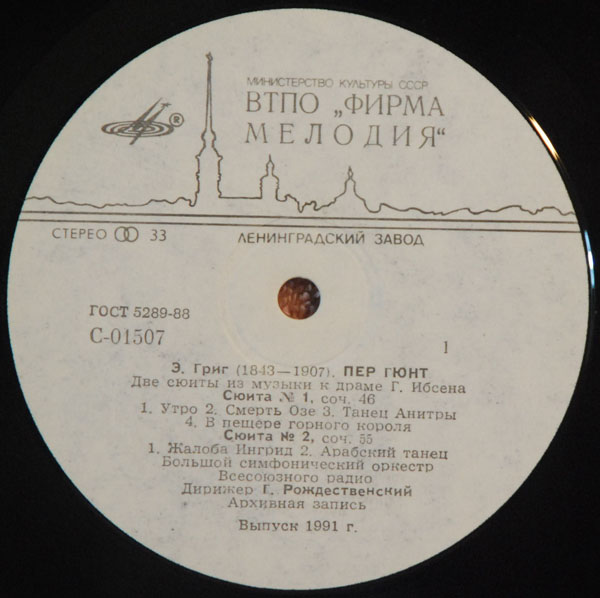 МИНИСТЕРСТВО КУЛЬТУРЫ СССР
ВТПО „ФИРМА
МЕЛОДИЯ“
®
СТЕРЕО 33
ЛЕНИНГРАДСКИЙ ЗАВОД
ГОСТ 5289-88
С-01507
1
Э. Григ (1843—1907). ПЕР ГЮНТ
Две сюиты из музыки к драме Г. Ибсена
Сюита № 1, соч. 46
1. Утро 2. Смерть Озе 3. Танец Анитры
4. В пещере горного короля
Сюита № 2, соч. 55
1. Жалоба Ингрид 2. Арабский танец
Большой симфонический оркестр
Всесоюзного радио
Дирижер Г. Рождественский
Архивная запись
Выпуск 1991 г.